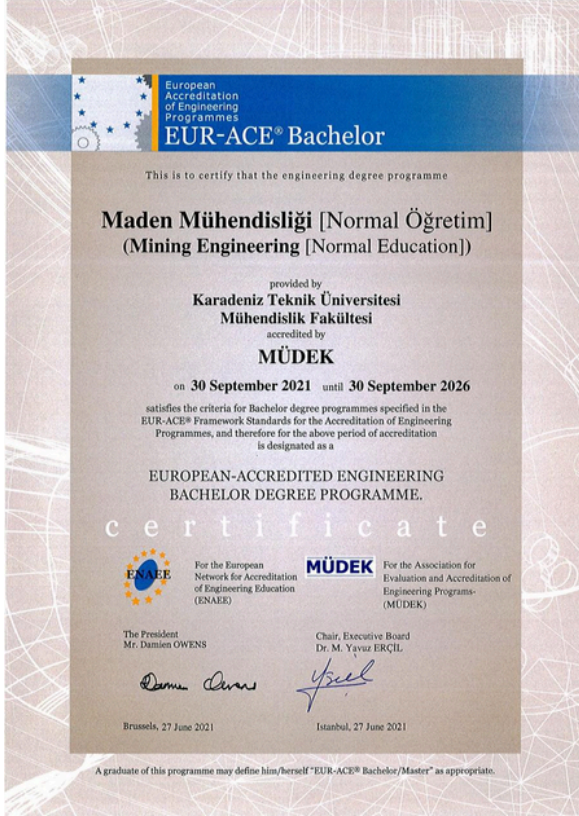 European
Accreditation
of Engineering
Programmes
EUR-ACE® Bachelor
This is to certify that the engineering degree programme
Maden Mühendisliği [Normal Öğretim]
(Mining Engineering [Normal Education])
provided by
Karadeniz Teknik Üniversitesi
Mühendislik Fakültesi
accredited by
MÜDEK
on 30 September 2021 until 30 September 2026
satisfies the criteria for Bachelor degree programmes specified in the
EUR-ACE® Framework Standards for the Accreditation of Engineering
Programmes, and therefore for the above period of accreditation
is designated as a
EUROPEAN-ACCREDITED ENGINEERING
BACHELOR DEGREE PROGRAMME.
certificate
ENAEE
For the European
Network for Accreditation
of Engineering Education
(ENAEE)
MÜDEK
For the Association for
Evaluation and Accreditation of
Engineering Programs-
(MÜDEK)
The President
Mr. Damien OWENS
Chair, Executive Board
Dr. M. Yavuz ERÇİL
Damien Owens
Brussels, 27 June 2021
Istanbul, 27 June 2021
A graduate of this programme may define him/herself "EUR-ACE® Bachelor/Master" as appropriate.